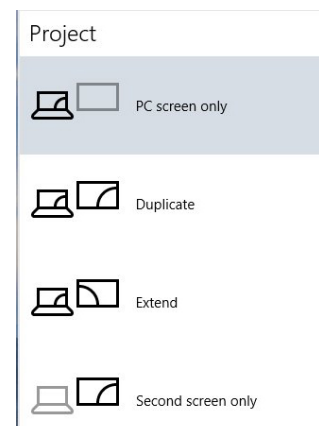 Project
PC screen only
Duplicate
Extend
Second screen only